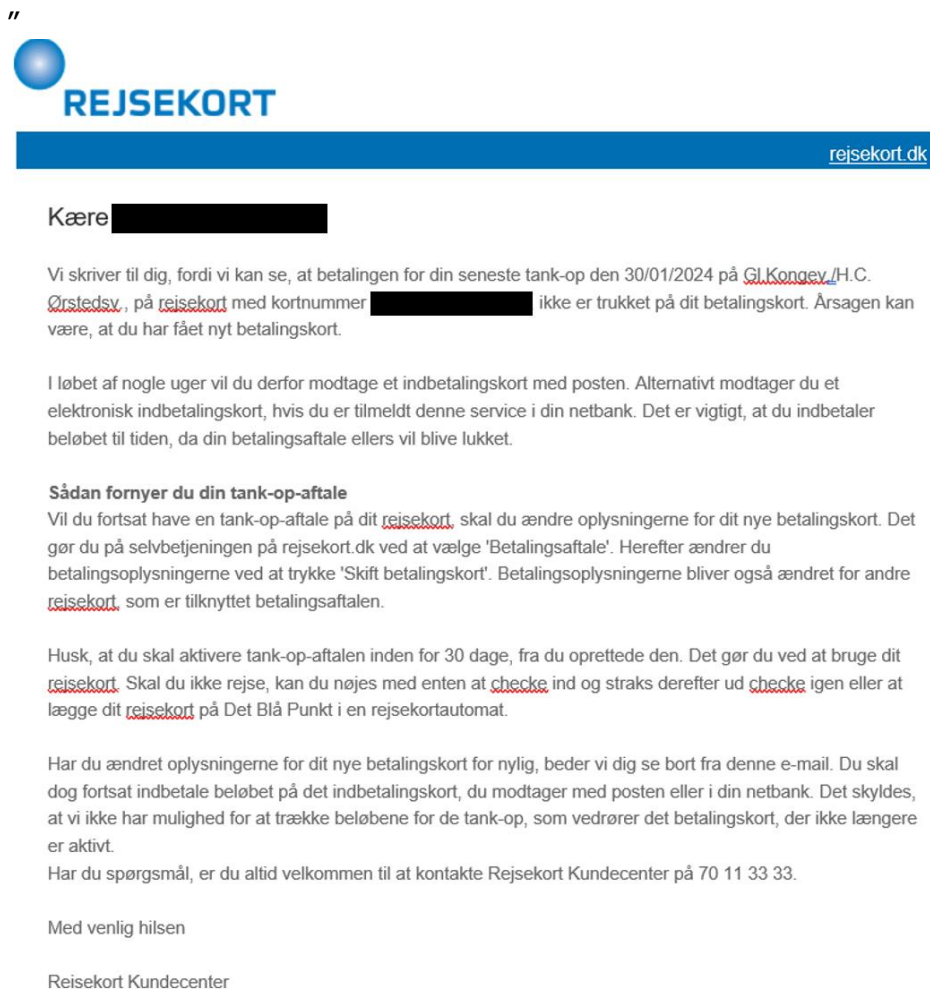 ”
REJSEKORT
rejsekort.dk
Kære
Vi skriver til dig, fordi vi kan se, at betalingen for din seneste tank-op den 30/01/2024 på Gl.Kongev./H.C.
Ørstedsv., på rejsekort med kortnummer ikke er trukket på dit betalingskort. Årsagen kan
være, at du har fået nyt betalingskort.
I løbet af nogle uger vil du derfor modtage et indbetalingskort med posten. Alternativt modtager du et
elektronisk indbetalingskort, hvis du er tilmeldt denne service i din netbank. Det er vigtigt, at du indbetaler
beløbet til tiden, da din betalingsaftale ellers vil blive lukket.
Sådan fornyer du din tank-op-aftale
Vil du fortsat have en tank-op-aftale på dit rejsekort, skal du ændre oplysningerne for dit nye betalingskort. Det
gør du på selvbetjeningen på rejsekort.dk ved at vælge 'Betalingsaftale'. Herefter ændrer du
betalingsoplysningerne ved at trykke 'Skift betalingskort'. Betalingsoplysningerne bliver også ændret for andre
rejsekort, som er tilknyttet betalingsaftalen.
Husk, at du skal aktivere tank-op-aftalen inden for 30 dage, fra du oprettede den. Det gør du ved at bruge dit
rejsekort. Skal du ikke rejse, kan du nøjes med enten at checke ind og straks derefter ud checke igen eller at
lægge dit rejsekort på Det Blå Punkt i en rejsekortautomat.
Har du ændret oplysningerne for dit nye betalingskort for nylig, beder vi dig se bort fra denne e-mail. Du skal
dog fortsat indbetale beløbet på det indbetalingskort, du modtager med posten eller i din netbank. Det skyldes,
at vi ikke har mulighed for at trække beløbene for de tank-op, som vedrører det betalingskort, der ikke længere
er aktivt.
Har du spørgsmål, er du altid velkommen til at kontakte Rejsekort Kundecenter på 70 11 33 33.
Med venlig hilsen
Rejsekort Kundecenter